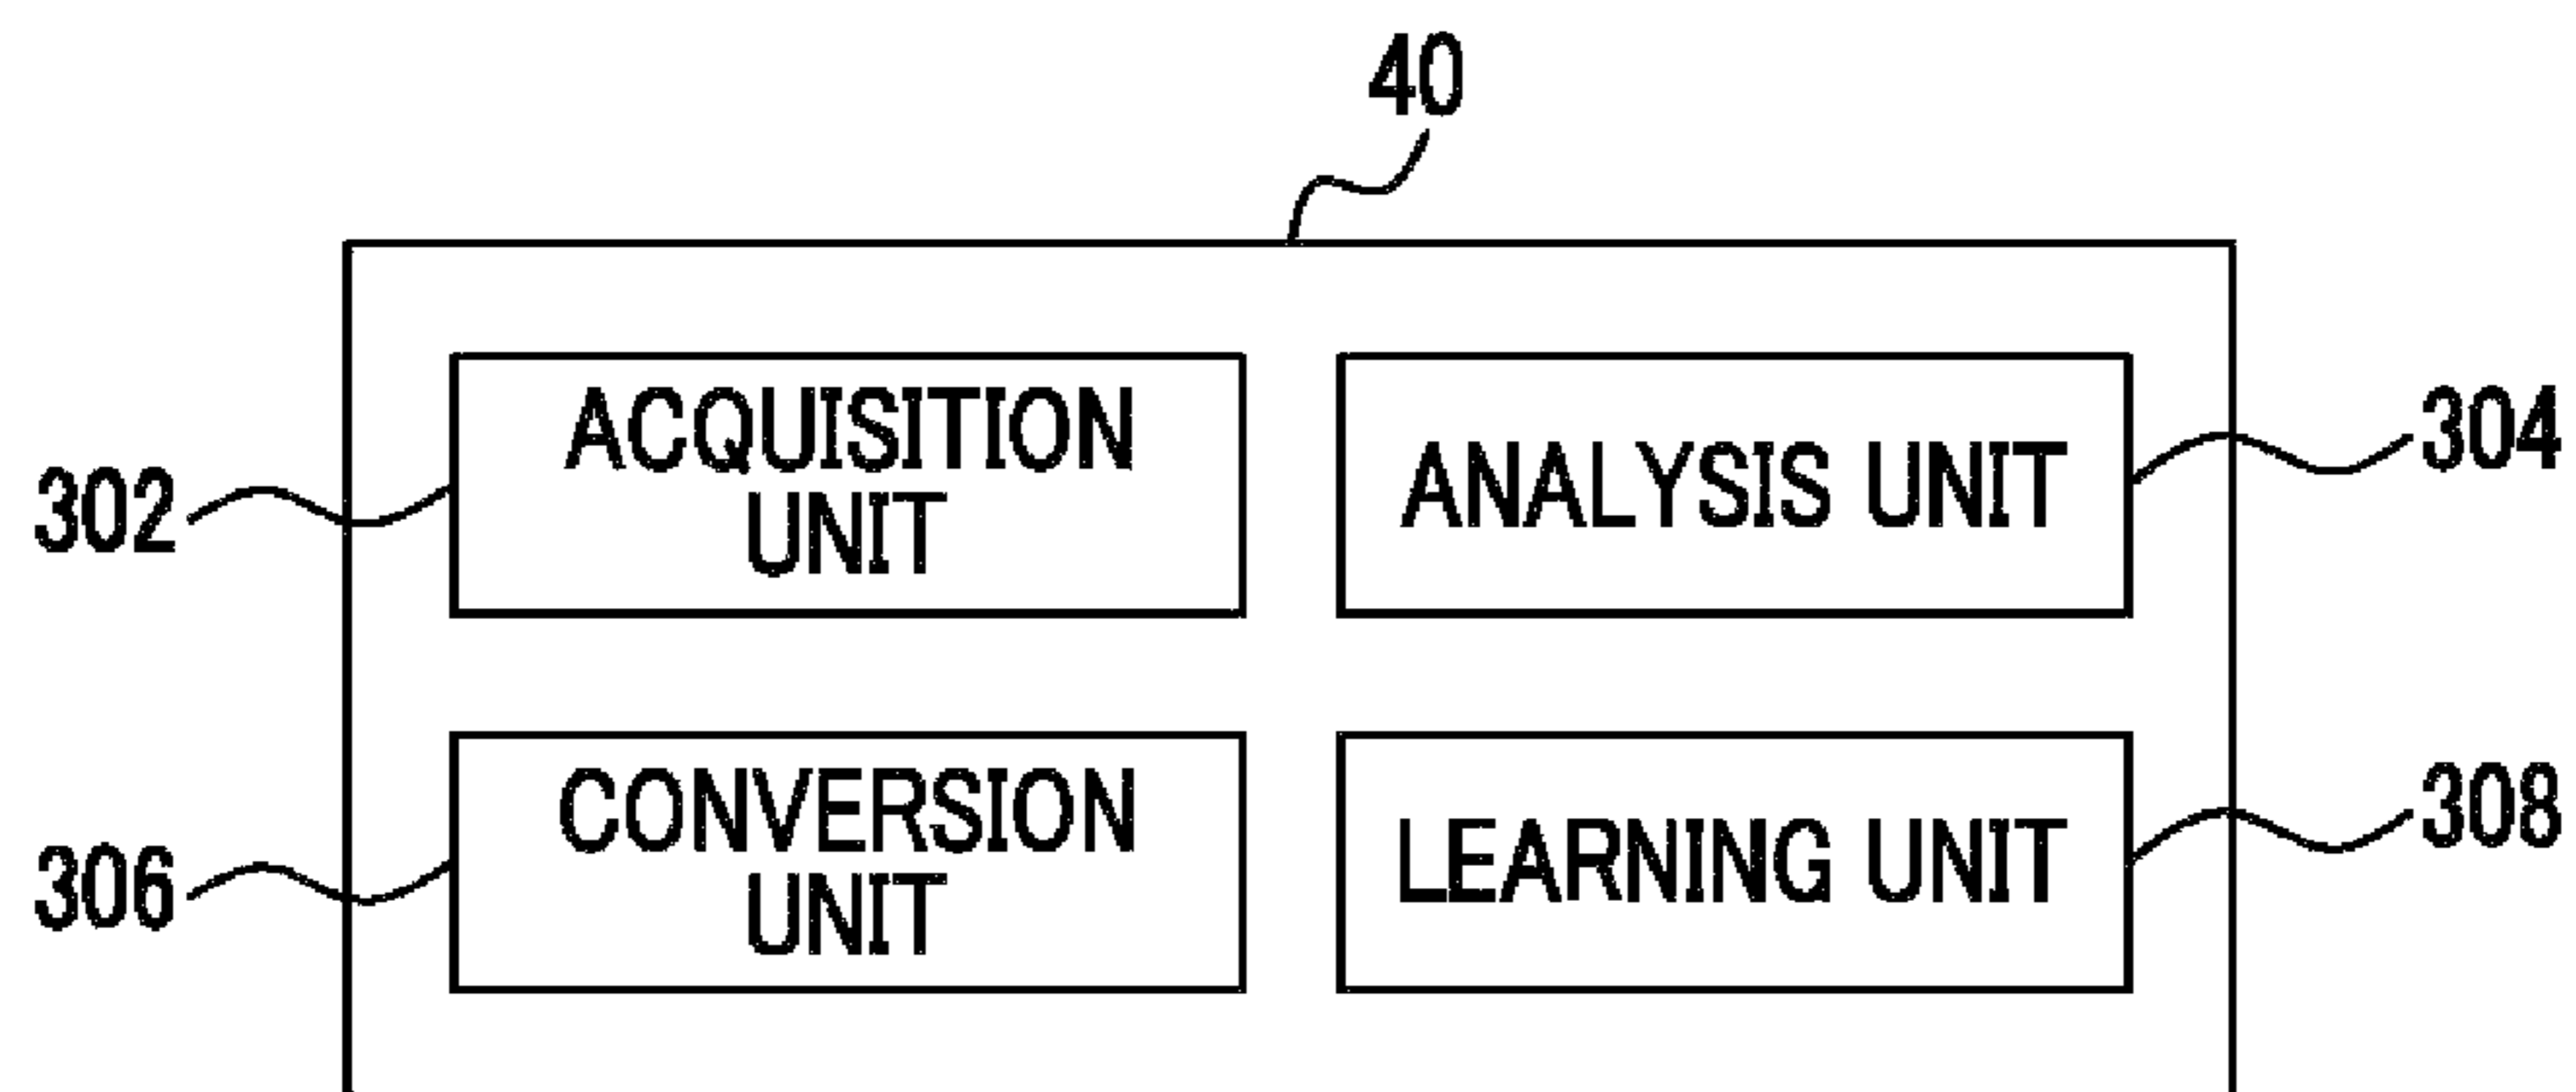 40
302
ACQUISITION
UNIT
ANALYSIS UNIT
304
306
CONVERSION
UNIT
LEARNING UNIT
308